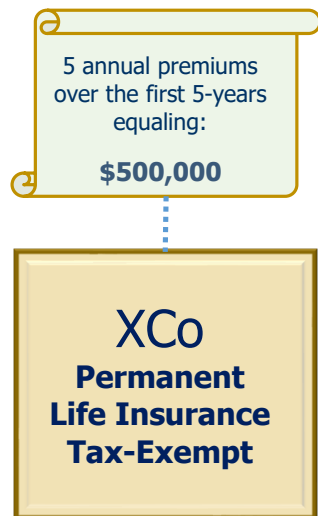 5 annual premiums
over the first 5-years
equaling:
$500,000
XCo
Permanent
Life Insurance
Tax-Exempt